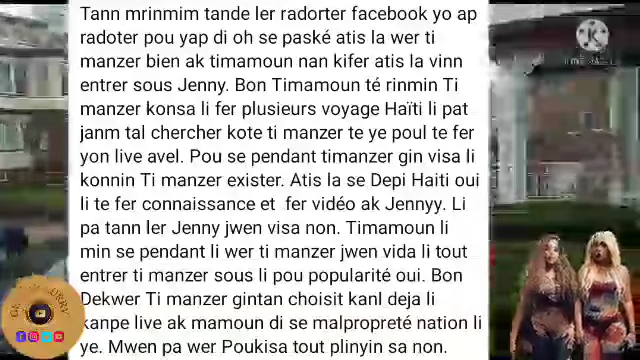 Tann mrinmim tande ler radorter facebook yo ap
radoter pou yap di oh se paské atis la wer ti
manzer bien ak timamoun nan kifer atis la vinn
entrer sous Jenny. Bon Timamoun té rinmin Ti
manzer konsa li fer plusieurs voyage Haïti li pat
janm tal chercher kote ti manzer te ye poul te fer
yon live avel. Pou se pendant timanzer gin visa li
konnin Ti manzer exister. Atis la se Depi Haiti oui
li te fer connaissance et fer vidéo ak Jennyy. Li
pa tann ler Jenny jwen visa non. Timamoun li
min se pendant li wer ti manzer jwen vida li tout
entrer ti manzer sous li pou popularité oui. Bon
Dekwer Ti manzer gintan choisit kanl deja li
kanpe live ak mamoun di se malpropreté nation li
ye. Mwen pa wer Poukisa tout plinyin sa non.